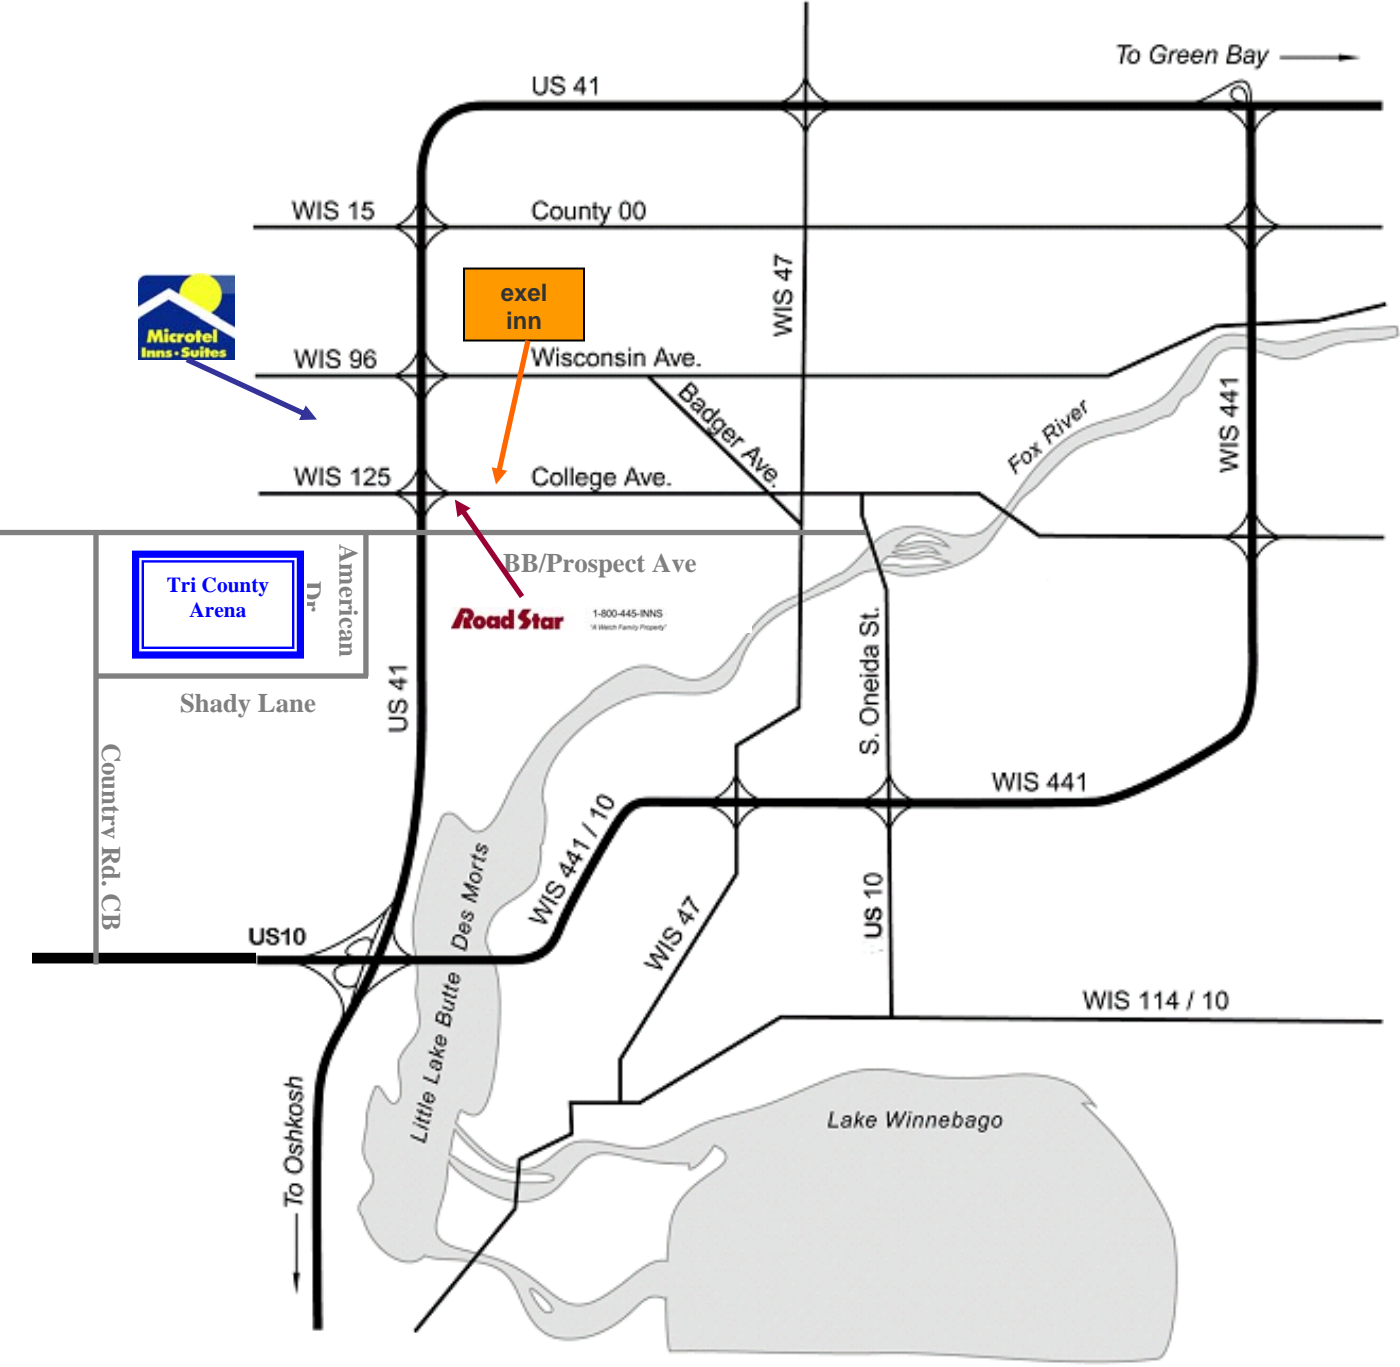 To Green Bay
US 41
WIS 15
County 00
WIS 47
exel
inn
Microtel
Inns·Suites
WIS 96
Wisconsin Ave.
Badger Ave.
WIS 441
Fox River
WIS 125
College Ave.
BB/Prospect Ave
American
Dr
Tri County
Arena
Road Star
1-800-445-INNS
"A Welch Family Property"
Shady Lane
US 41
S. Oneida St.
Country Rd. CB
WIS 441
WIS 441 / 10
Little Lake Butte Des Morts
US10
WIS 47
US 10
WIS 114 / 10
To Oshkosh
Lake Winnebago